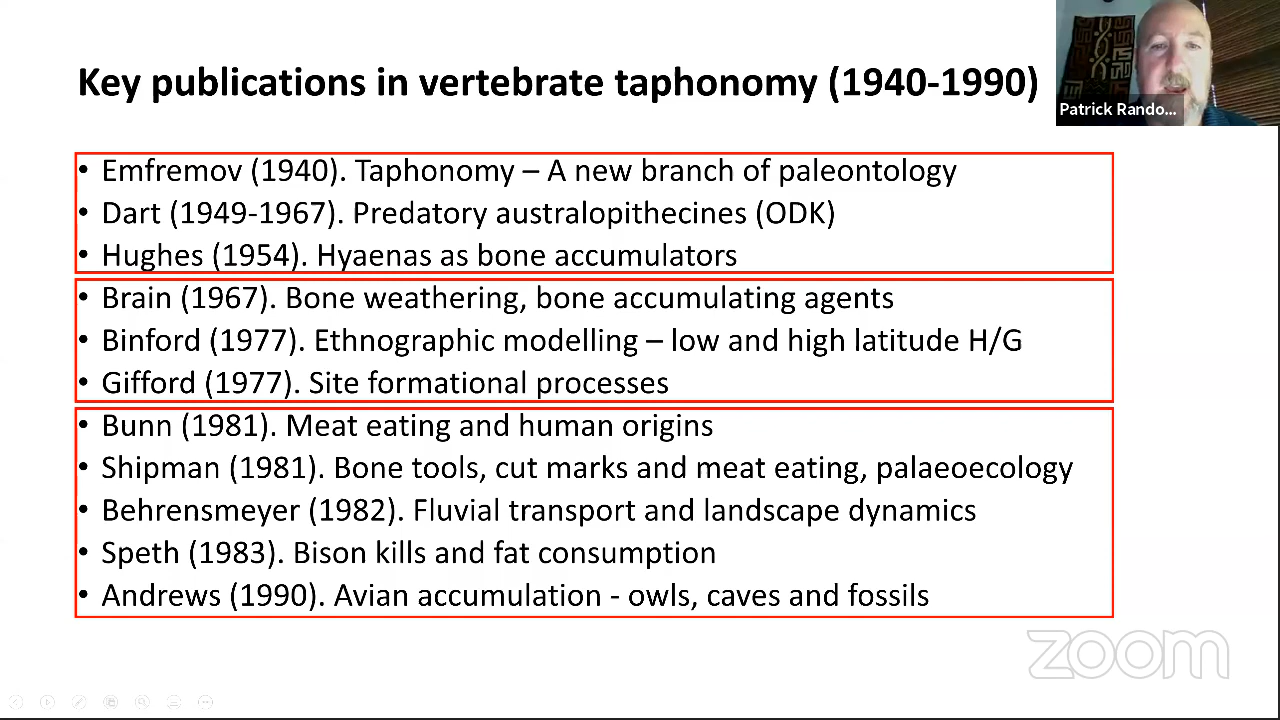 Key publications in vertebrate taphonomy (1940-1990)
Patrick Rando...
• Emfremov (1940). Taphonomy – A new branch of paleontology
• Dart (1949-1967). Predatory australopithecines (ODK)
• Hughes (1954). Hyaenas as bone accumulators
• Brain (1967). Bone weathering, bone accumulating agents
• Binford (1977). Ethnographic modelling – low and high latitude H/G
• Gifford (1977). Site formational processes
• Bunn (1981). Meat eating and human origins
• Shipman (1981). Bone tools, cut marks and meat eating, palaeoecology
• Behrensmeyer (1982). Fluvial transport and landscape dynamics
• Speth (1983). Bison kills and fat consumption
• Andrews (1990). Avian accumulation - owls, caves and fossils
zoom